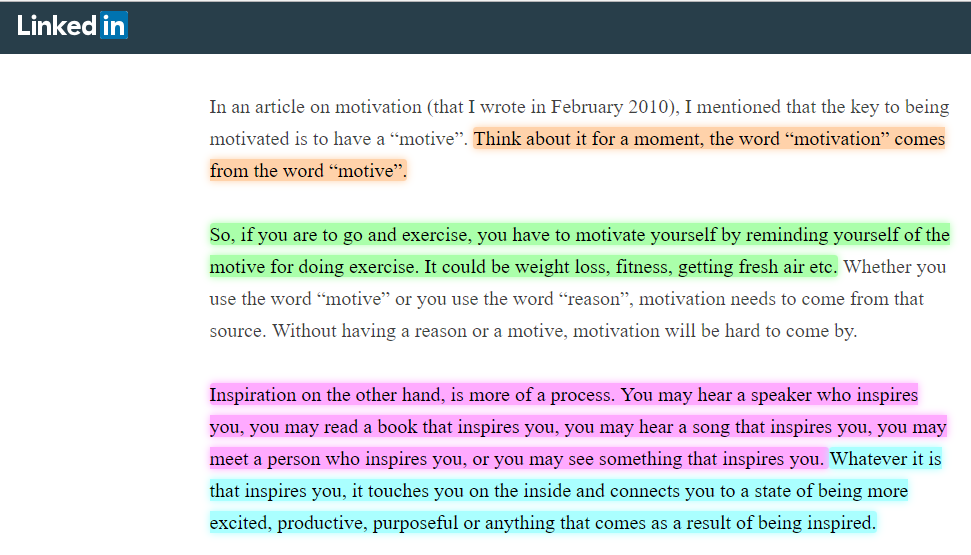 Linked in
In an article on motivation (that I wrote in February 2010), I mentioned that the key to being
motivated is to have a “motive”. Think about it for a moment, the word “motivation” comes
from the word “motive”.
So, if you are to go and exercise, you have to motivate yourself by reminding yourself of the
motive for doing exercise. It could be weight loss, fitness, getting fresh air etc. Whether you
use the word “motive” or you use the word “reason”, motivation needs to come from that
source. Without having a reason or a motive, motivation will be hard to come by.
Inspiration on the other hand, is more of a process. You may hear a speaker who inspires
you, you may read a book that inspires you, you may hear a song that inspires you, you may
meet a person who inspires you, or you may see something that inspires you. Whatever it is
that inspires you, it touches you on the inside and connects you to a state of being more
excited, productive, purposeful or anything that comes as a result of being inspired.